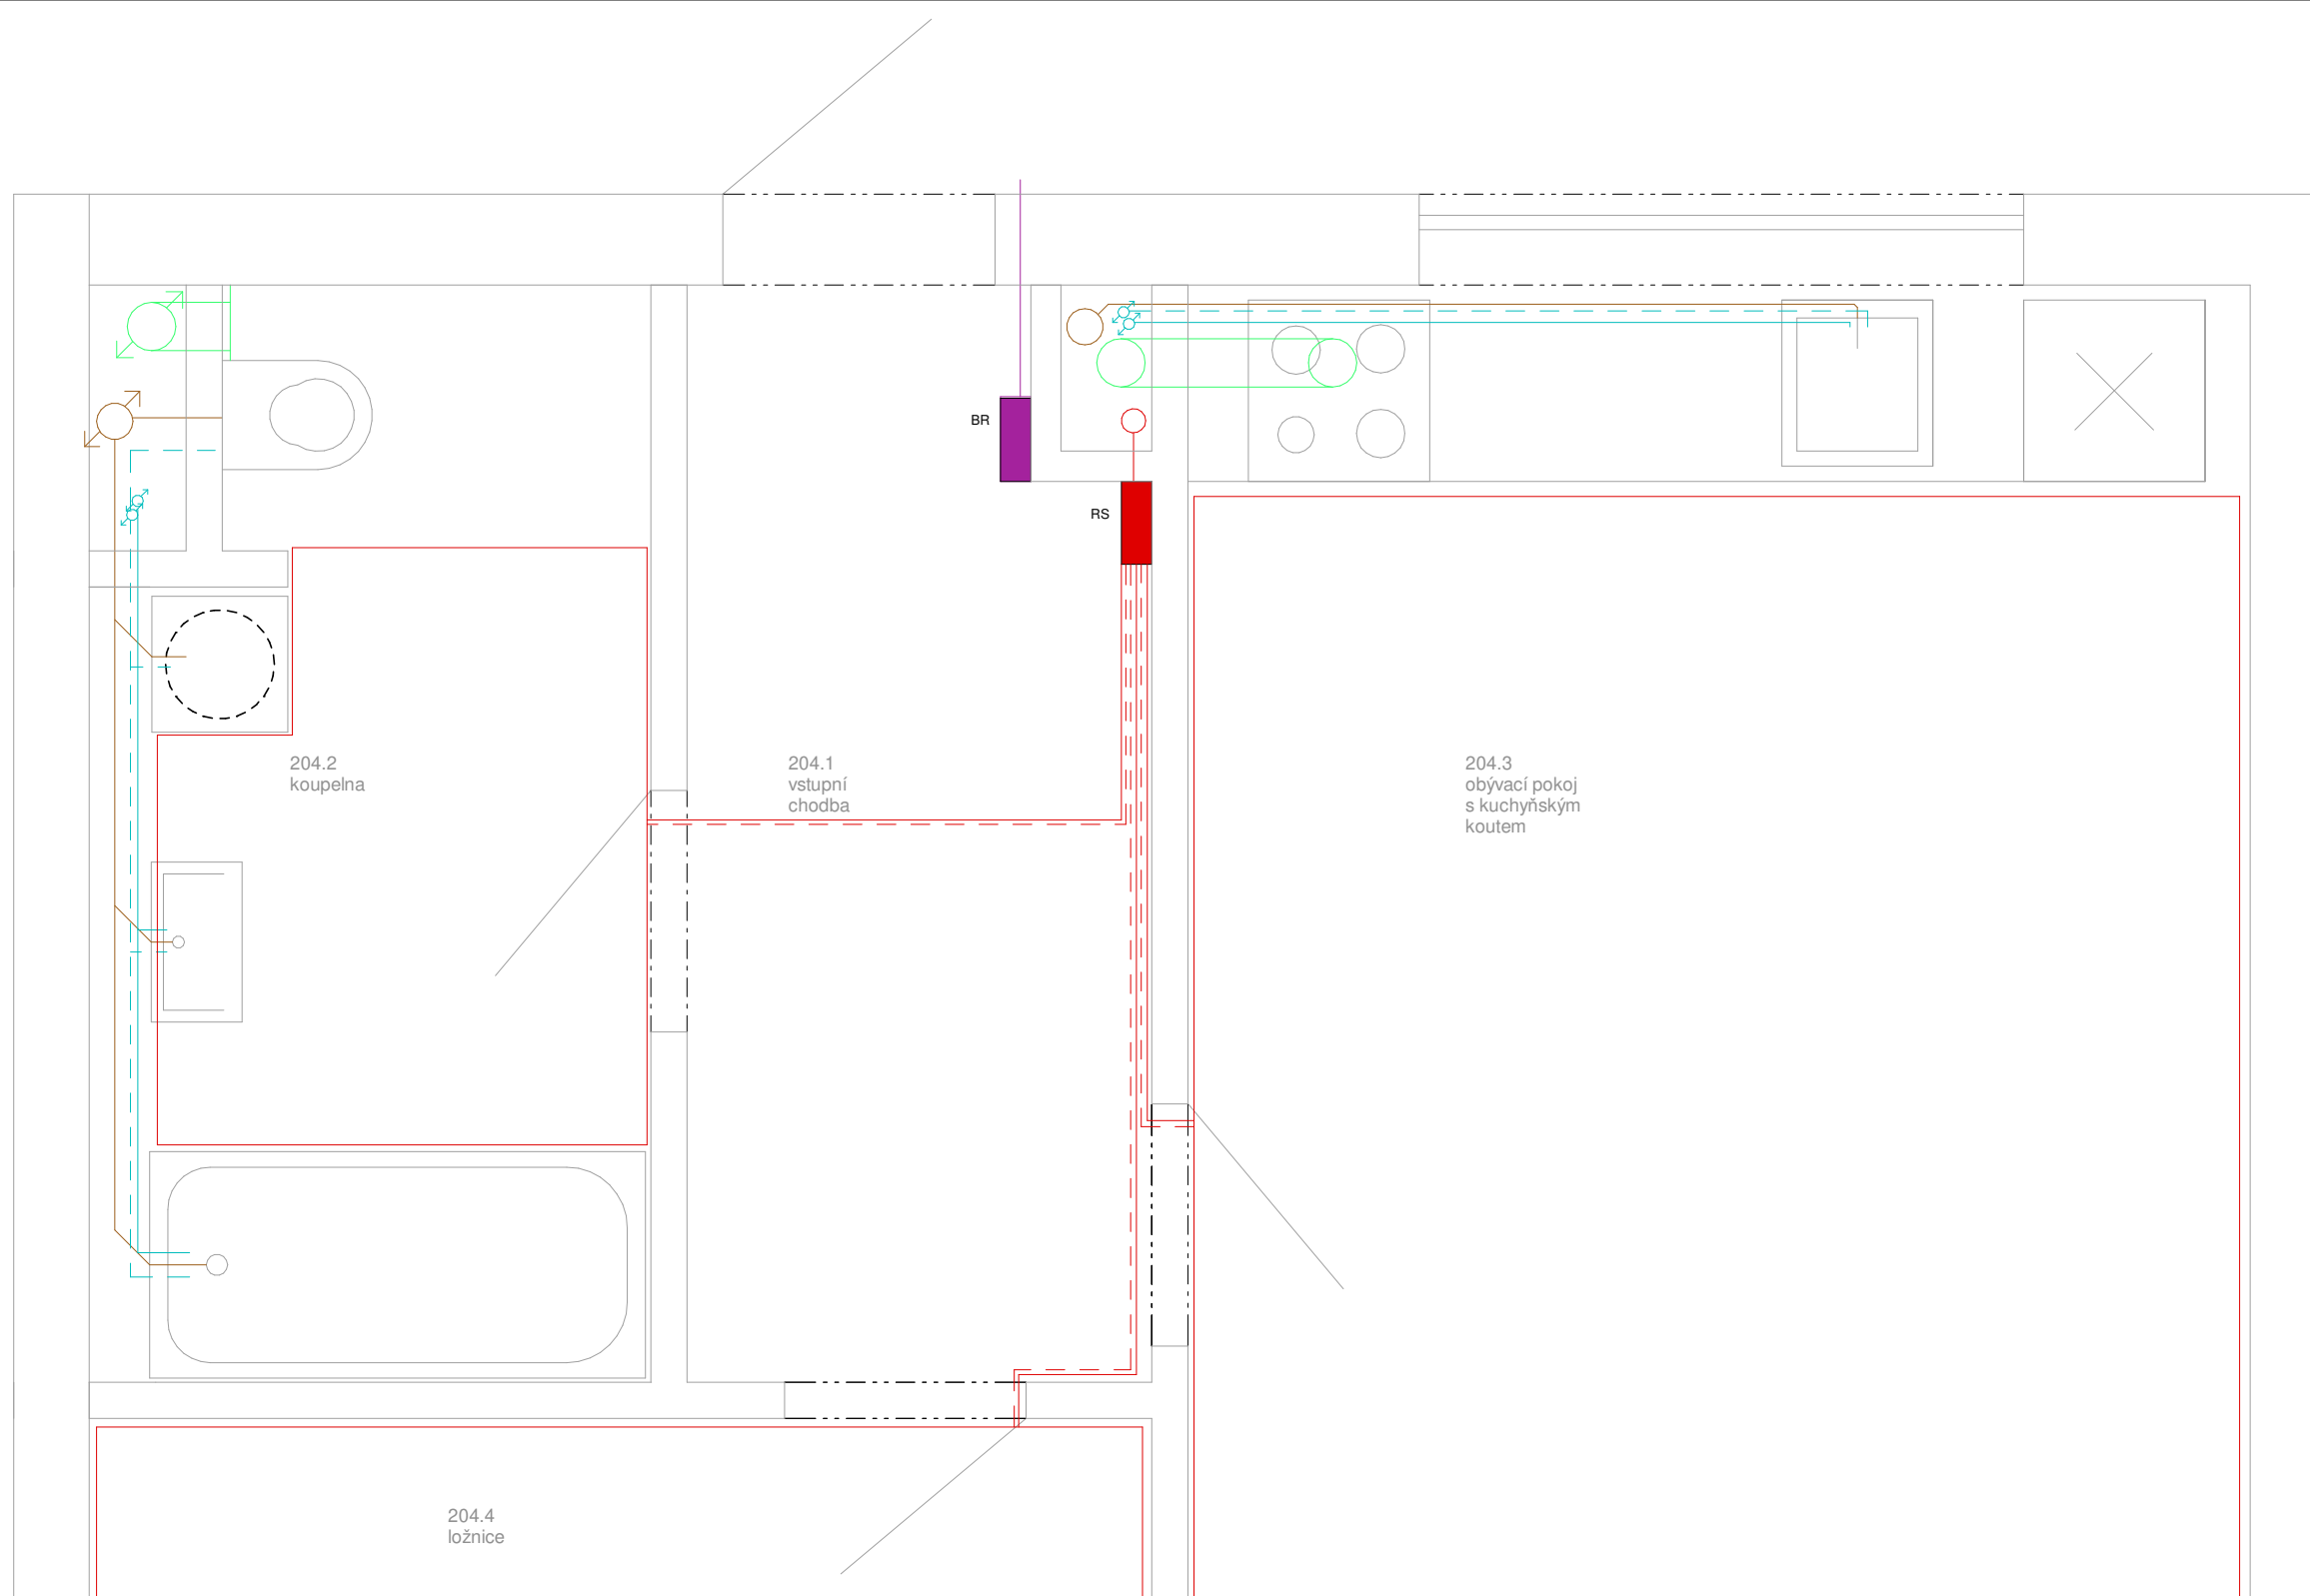 BR
RS
204.2
koupelna
204.1
vstupní
chodba
204.3
obývací pokoj
s kuchyňským
koutem
204.4
ložnice